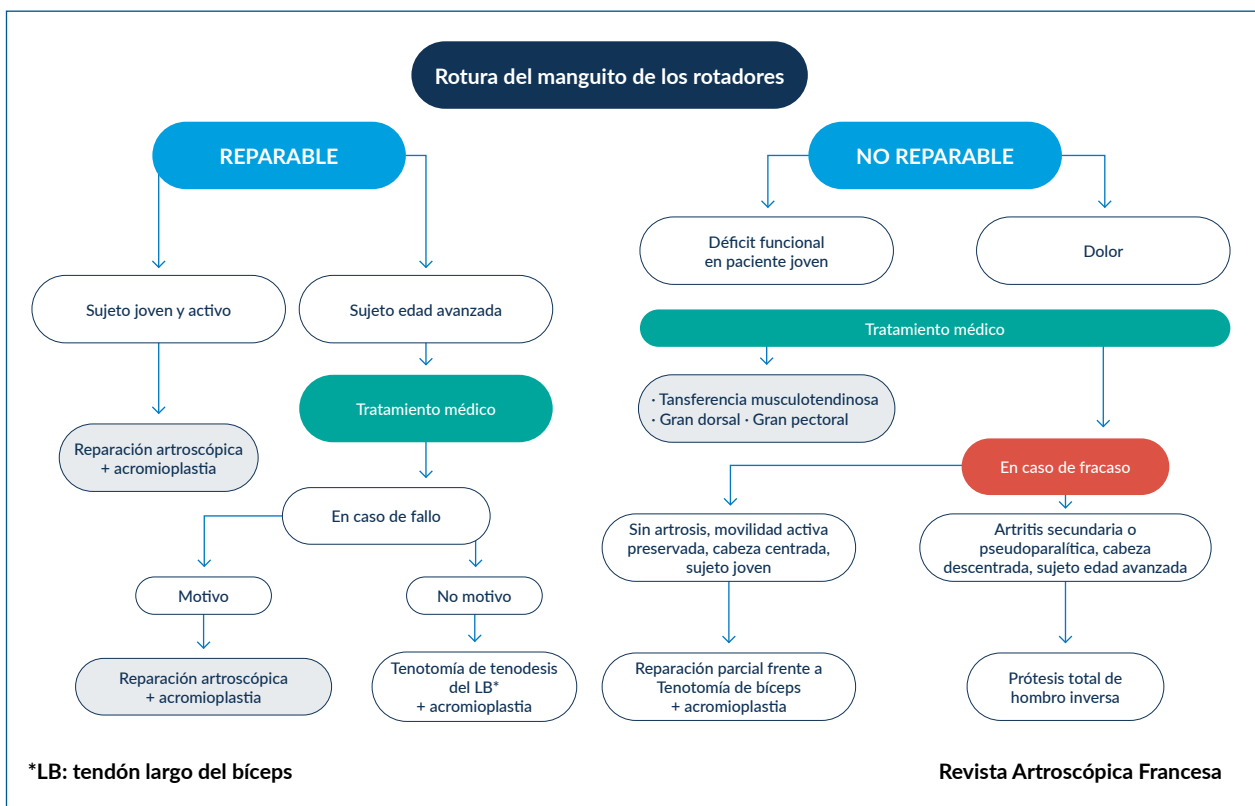 Rotura del manguito de los rotadores
REPARABLE
NO REPARABLE
Déficit funcional
en paciente joven
Dolor
Sujeto joven y activo
Sujeto edad avanzada
Tratamiento médico
Tratamiento médico
· Tansferencia musculotendinosa
· Gran dorsal · Gran pectoral
Reparación artroscópica
+ acromioplastia
En caso de fracaso
En caso de fallo
Sin artrosis, movilidad activa
preservada, cabeza centrada,
sujeto joven
Artritis secundaria o
pseudoparalítica, cabeza
descentrada, sujeto edad avanzada
Motivo
No motivo
Reparación artroscópica
+ acromioplastia
Tenotomía de tenodesis
del LB*
+ acromioplastia
Reparación parcial frente a
Tenotomía de bíceps
+ acromioplastia
Prótesis total de
hombro inversa
*LB: tendón largo del bíceps
Revista Artroscópica Francesa